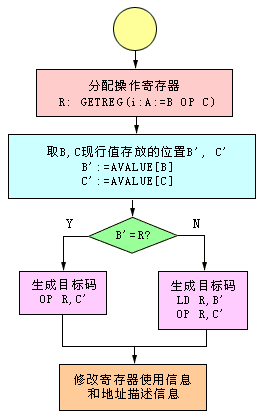 分配操作寄存器
R: GETREG(i:A:=B OP C)
取B,C现行值存放的位置B', C'
B':=AVALUE[B]
C':=AVALUE[C]
B'=R?
Y
N
生成目标码
OP R,C'
生成目标码
LD R,B'
OP R,C'
修改寄存器使用信息
和地址描述信息